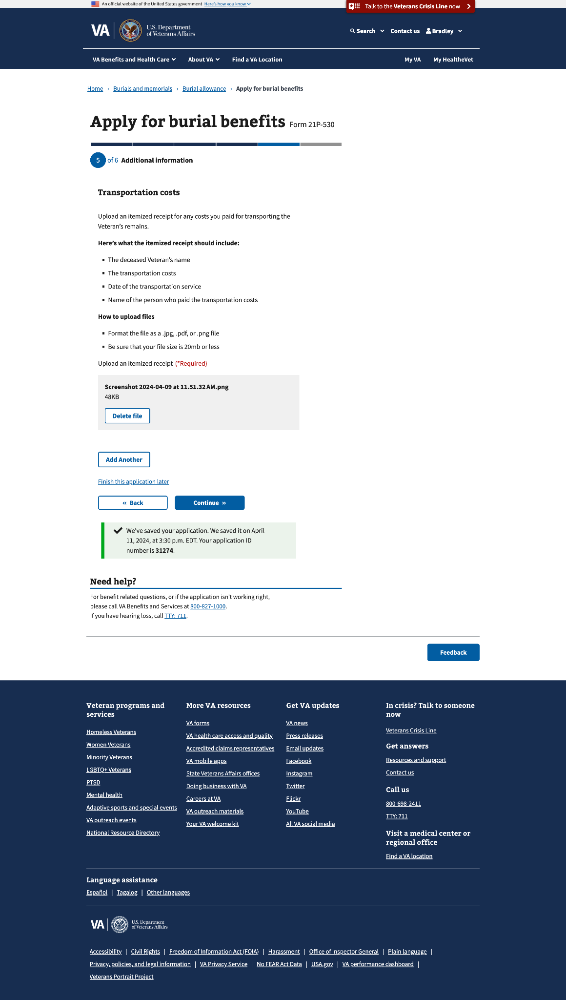 An official website of the United States government Here's how you know
Talk to the Veterans Crisis Line now
VA
U.S. Department
of Veterans Affairs
Search
Contact us
Bradley
VA Benefits and Health Care
About VA
Find a VA Location
My VA
My HealtheVet
Home › Burials and memorials › Burial allowance › Apply for burial benefits
Apply for burial benefits Form 21P-530
5 of 6 Additional information
Transportation costs
Upload an itemized receipt for any costs you paid for transporting the
Veteran’s remains.
Here’s what the itemized receipt should include:
▪ The deceased Veteran’s name
▪ The transportation costs
▪ Date of the transportation service
▪ Name of the person who paid the transportation costs
How to upload files
▪ Format the file as a .jpg, .pdf, or .png file
▪ Be sure that your file size is 20mb or less
Upload an itemized receipt (*Required)
Screenshot 2024-04-09 at 11.51.32 AM.png
48KB
Delete file
Add Another
Finish this application later
« Back
Continue »
We’ve saved your application. We saved it on April
11, 2024, at 3:30 p.m. EDT. Your application ID
number is 31274.
Need help?
For benefit related questions, or if the application isn’t working right,
please call VA Benefits and Services at 800-827-1000.
If you have hearing loss, call TTY: 711.
Feedback
Veteran programs and
services
Homeless Veterans
Women Veterans
Minority Veterans
LGBTQ+ Veterans
PTSD
Mental health
Adaptive sports and special events
VA outreach events
National Resource Directory
More VA resources
VA forms
VA health care access and quality
Accredited claims representatives
VA mobile apps
State Veterans Affairs offices
Doing business with VA
Careers at VA
VA outreach materials
Your VA welcome kit
Get VA updates
VA news
Press releases
Email updates
Facebook
Instagram
Twitter
Flickr
YouTube
All VA social media
In crisis? Talk to someone
now
Veterans Crisis Line
Get answers
Resources and support
Contact us
Call us
800-698-2411
TTY: 711
Visit a medical center or
regional office
Find a VA location
Language assistance
Español | Tagalog | Other languages
VA
U.S. Department
of Veterans Affairs
Accessibility | Civil Rights | Freedom of Information Act (FOIA) | Harassment | Office of Inspector General | Plain language |
Privacy, policies, and legal information | VA Privacy Service | No FEAR Act Data | USA.gov | VA performance dashboard |
Veterans Portrait Project